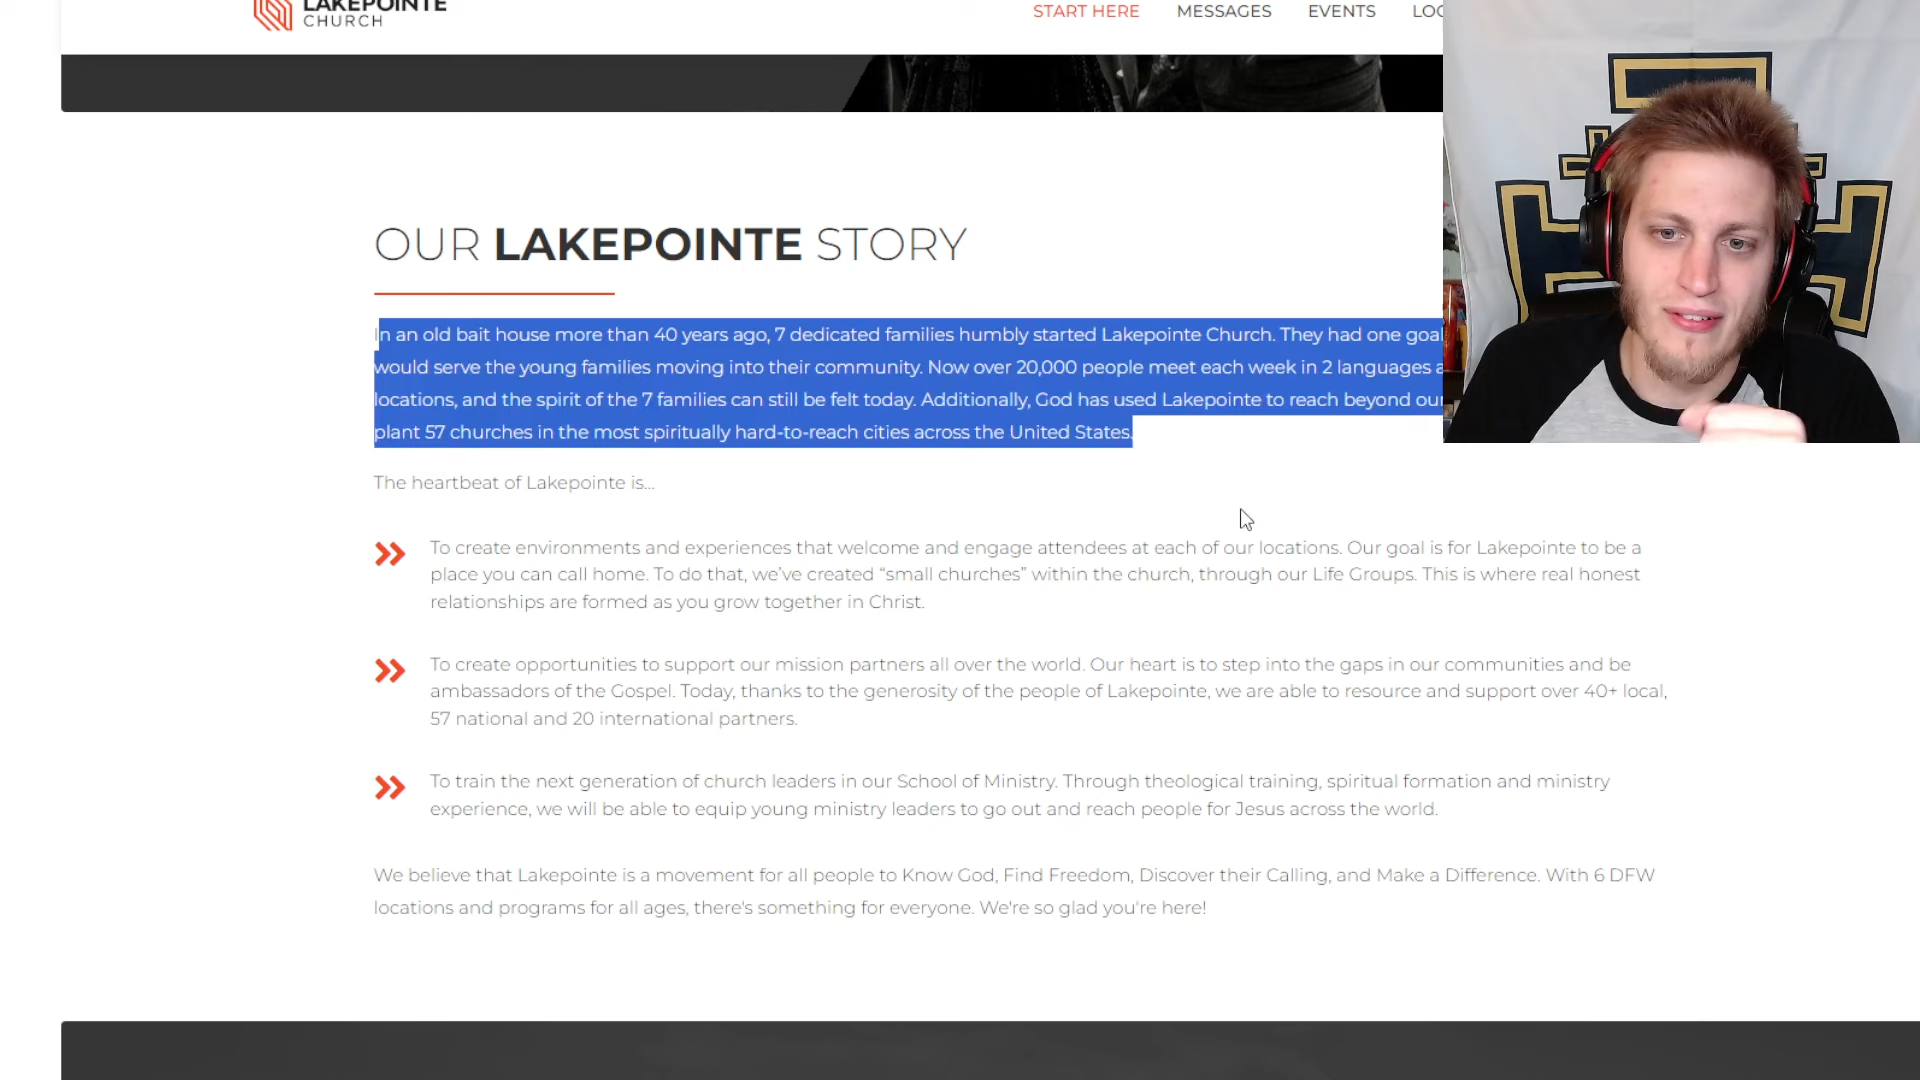 LAKEPOINTE
CHURCH
START HERE MESSAGES EVENTS
OUR LAKEPOINTE STORY
In an old bait house more than 40 years ago, 7 dedicated families humbly started Lakepointe Church. They had one goal
would serve the young families moving into their community. Now over 20,000 people meet each week in 2 languages
locations, and the spirit of the 7 families can still be felt today. Additionally, God has used Lakepointe to reach beyond our
plant 57 churches in the most spiritually hard-to-reach cities across the United States.
The heartbeat of Lakepointe is...
To create environments and experiences that welcome and engage attendees at each of our locations. Our goal is for Lakepointe to be a
place you can call home. To do that, we’ve created “small churches” within the church, through our Life Groups. This is where real honest
relationships are formed as you grow together in Christ.
To create opportunities to support our mission partners all over the world. Our heart is to step into the gaps in our communities and be
ambassadors of the Gospel. Today, thanks to the generosity of the people of Lakepointe, we are able to resource and support over 40+ local,
57 national and 20 international partners.
To train the next generation of church leaders in our School of Ministry. Through theological training, spiritual formation and ministry
experience, we will be able to equip young ministry leaders to go out and reach people for Jesus across the world.
We believe that Lakepointe is a movement for all people to Know God, Find Freedom, Discover their Calling, and Make a Difference. With 6 DFW
locations and programs for all ages, there's something for everyone. We're so glad you're here!